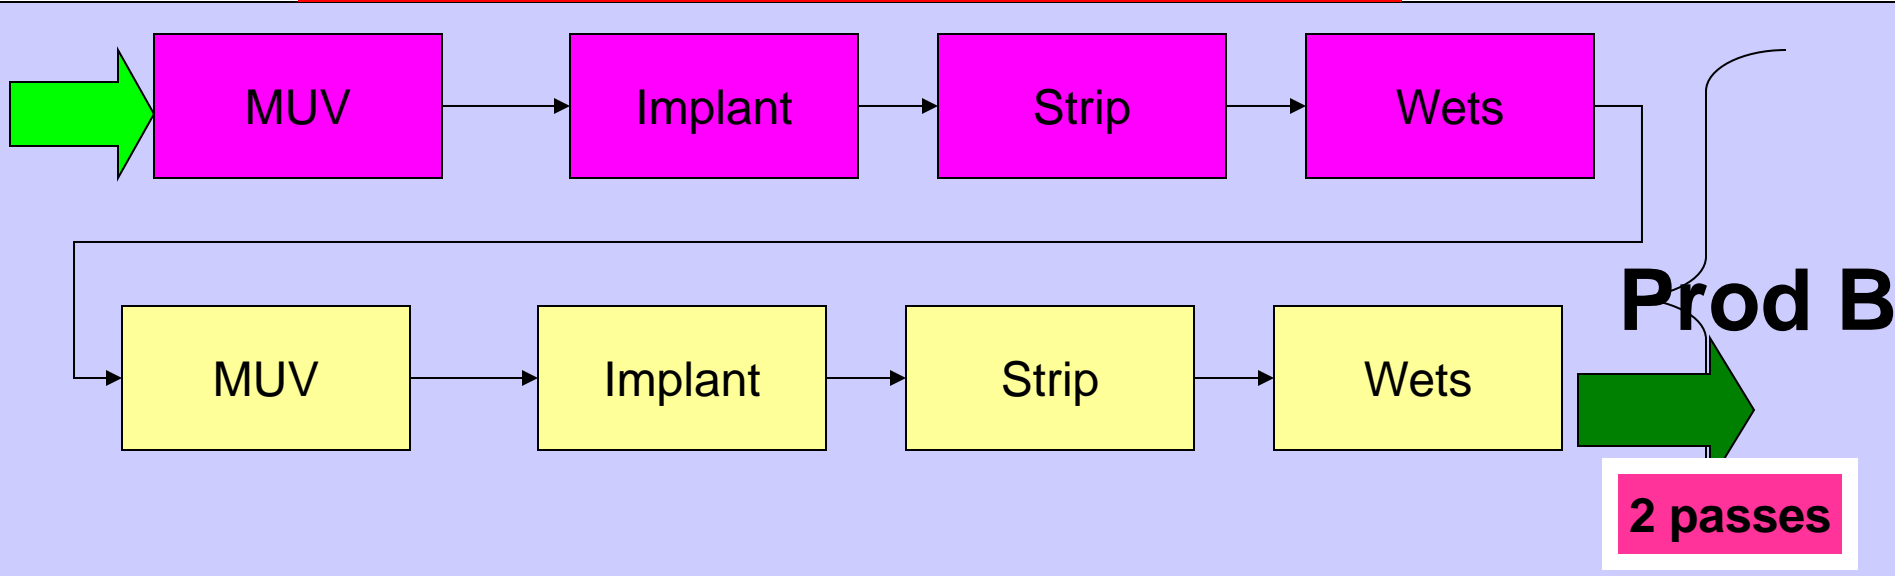 MUV
Implant
Strip
Wets
Prod B
MUV
Implant
Strip
Wets
2 passes